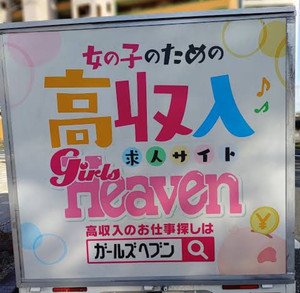 女の子のための
高収入
求人サイト
Girls
Heaven
高収入のお仕事探しは
ガールズヘブン
¥